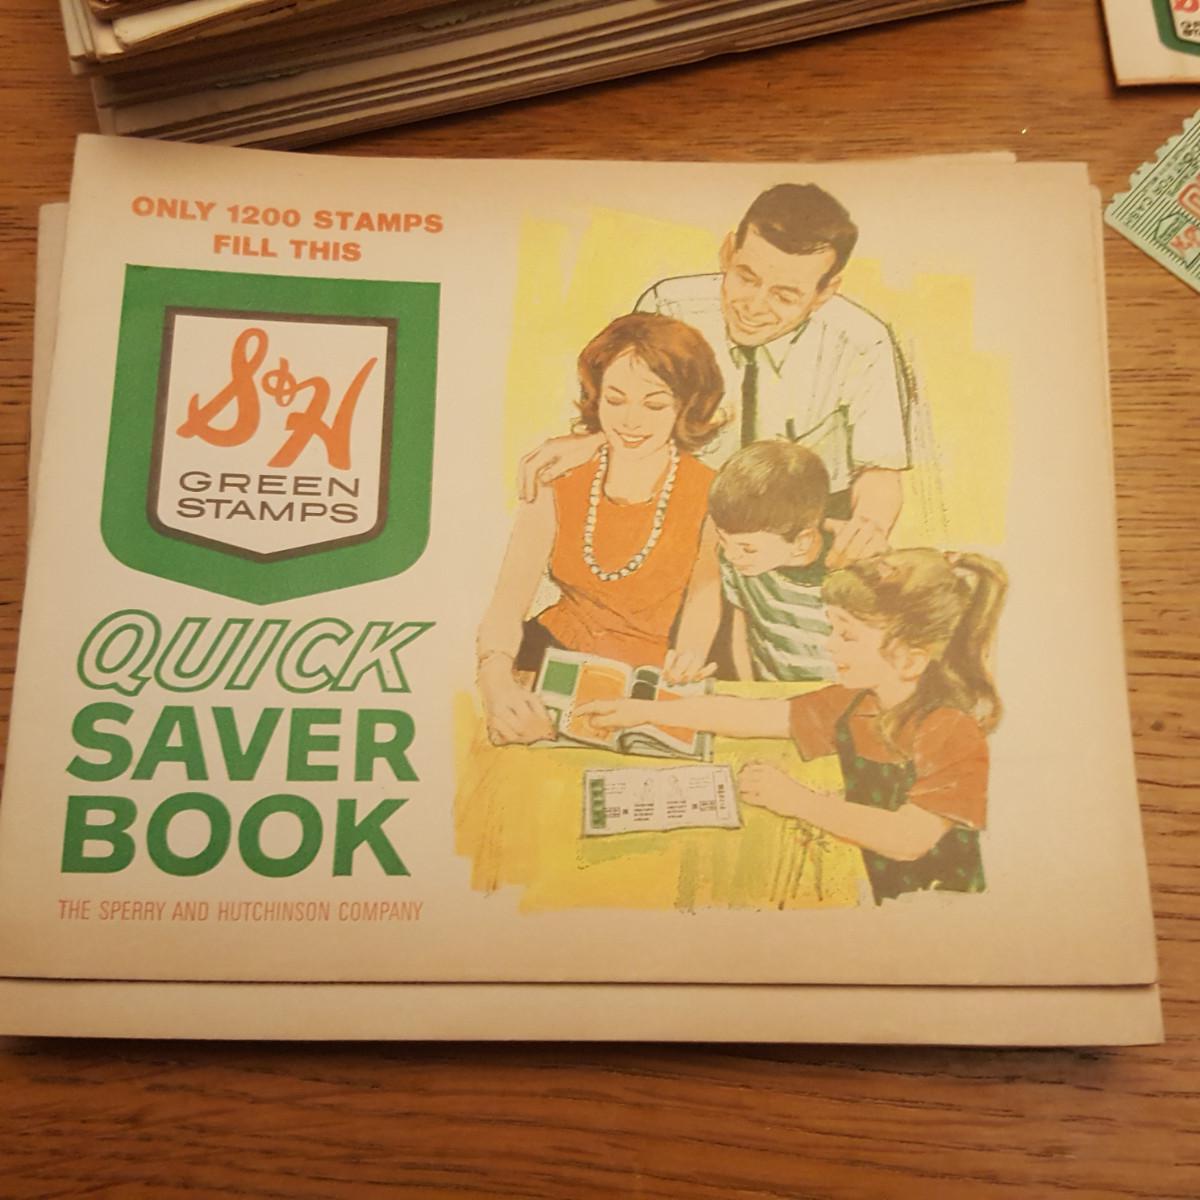 ONLY 1200 STAMPS
FILL THIS
S&H
GREEN
STAMPS
QUICK
SAVER
BOOK
THE SPERRY AND HUTCHINSON COMPANY